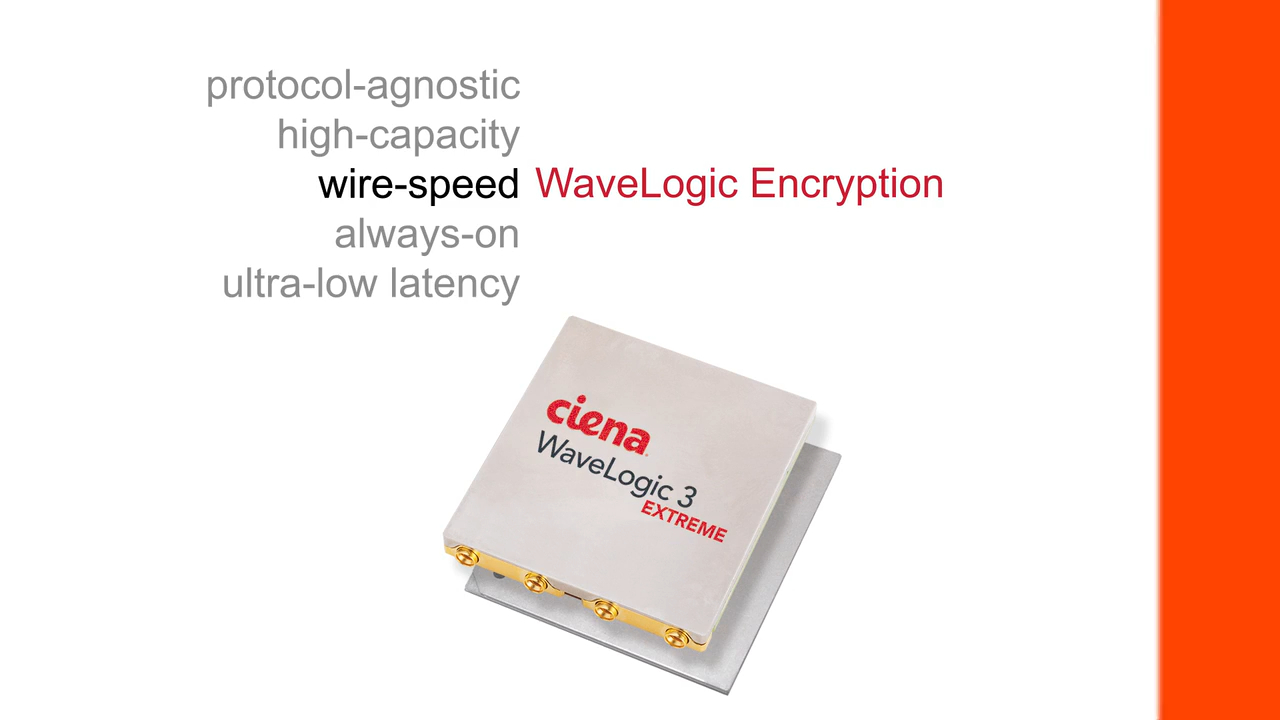 protocol-agnostic
high-capacity
wire-speed WaveLogic Encryption
always-on
ultra-low latency
ciena
WaveLogic 3
EXTREME